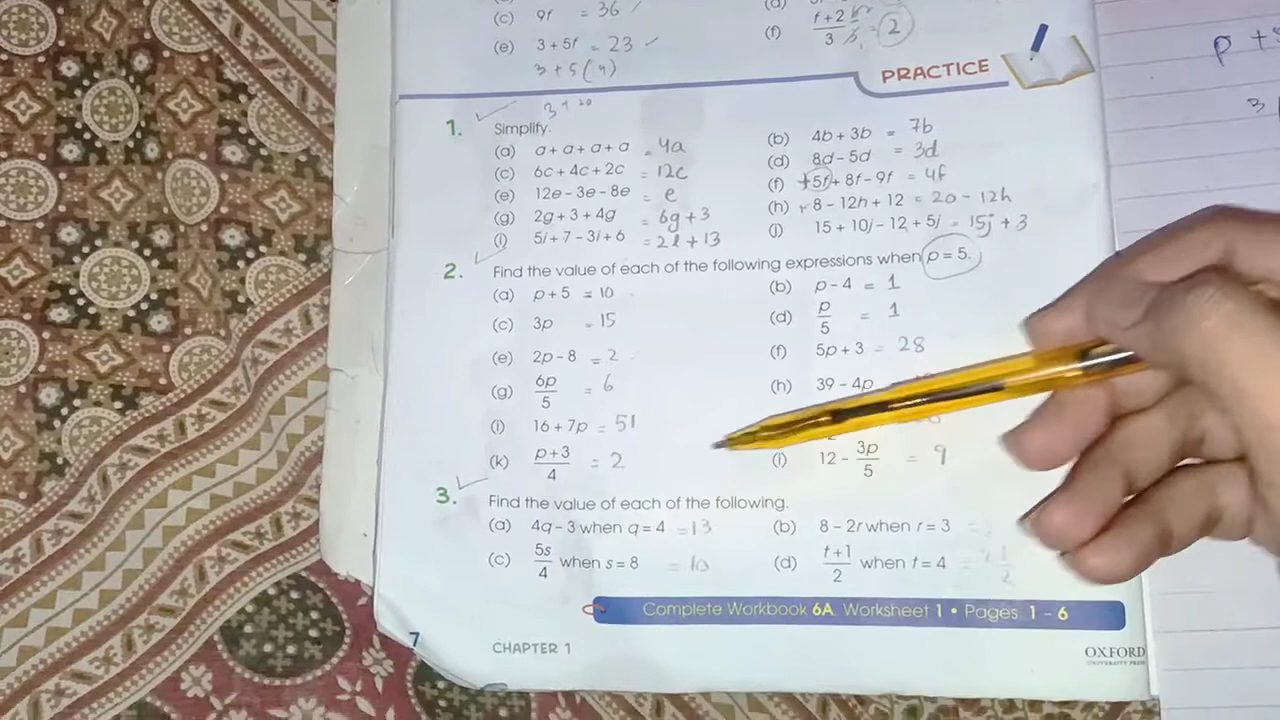 (c) 9f = 36
(e) 3 + 5f = 23
3 + 5(4)
3 + 20
(f) f + 2 / 3 = 2
PRACTICE
p +
3
1. Simplify.
(a) a + a + a + a = 4a
(b) 4b + 3b = 7b
(c) 6c + 4c + 2c = 12c
(d) 8d - 5d = 3d
(e) 12e - 3e - 8e = e
(f) +5f + 8f - 9f = 4f
(g) 2g + 3 + 4g = 6g + 3
(h) + 8 - 12h + 12 = 20 - 12h
(i) 5i + 7 - 3i + 6 = 2i + 13
(j) 15 + 10j - 12 + 5j = 15j + 3
2. Find the value of each of the following expressions when p = 5.
(a) p + 5 = 10
(b) p - 4 = 1
(c) 3p = 15
(d) p/5 = 1
(e) 2p - 8 = 2
(f) 5p + 3 = 28
(g) 6p/5 = 6
(h) 39 - 4p
(i) 16 + 7p = 51
(k) p + 3 / 4 = 2
(l) 12 - 3p/5 = 9
3. Find the value of each of the following.
(a) 4q - 3 when q = 4 = 13
(b) 8 - 2r when r = 3 =
(c) 5s/4 when s = 8 = 10
(d) t + 1 / 2 when t = 4 =
Complete Workbook 6A, Worksheet 1 • Pages 1 - 6
7 CHAPTER 1
OXFORD
UNIVERSITY PRESS